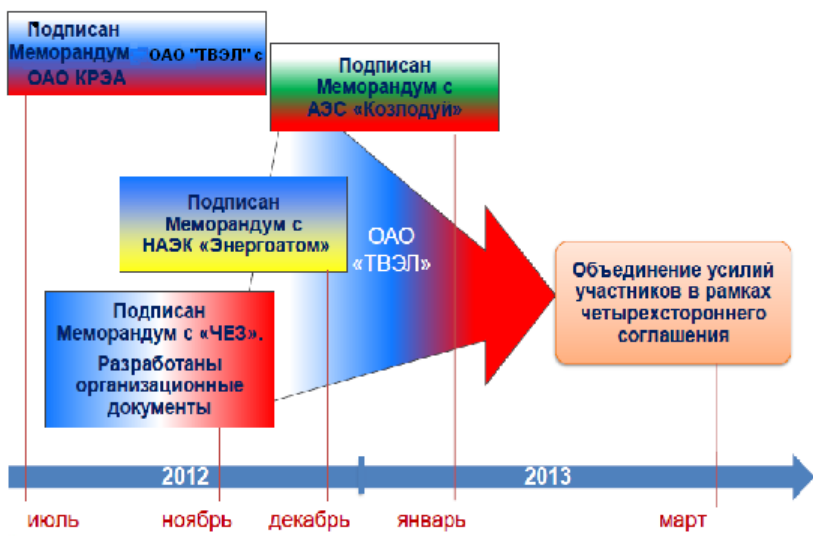 Подписан
Меморандум ОАО "ТВЭЛ" с
ОАО КРЭА
Подписан
Меморандум с
АЭС «Козлодуй»
Подписан
Меморандум с
НАЭК «Энергоатом»
ОАО
«ТВЭЛ»
Подписан
Меморандум с «ЧЕЗ».
Разработаны
организационные
документы
Объединение усилий
участников в рамках
четырехстороннего
соглашения
2012 2013
июль ноябрь декабрь январь март